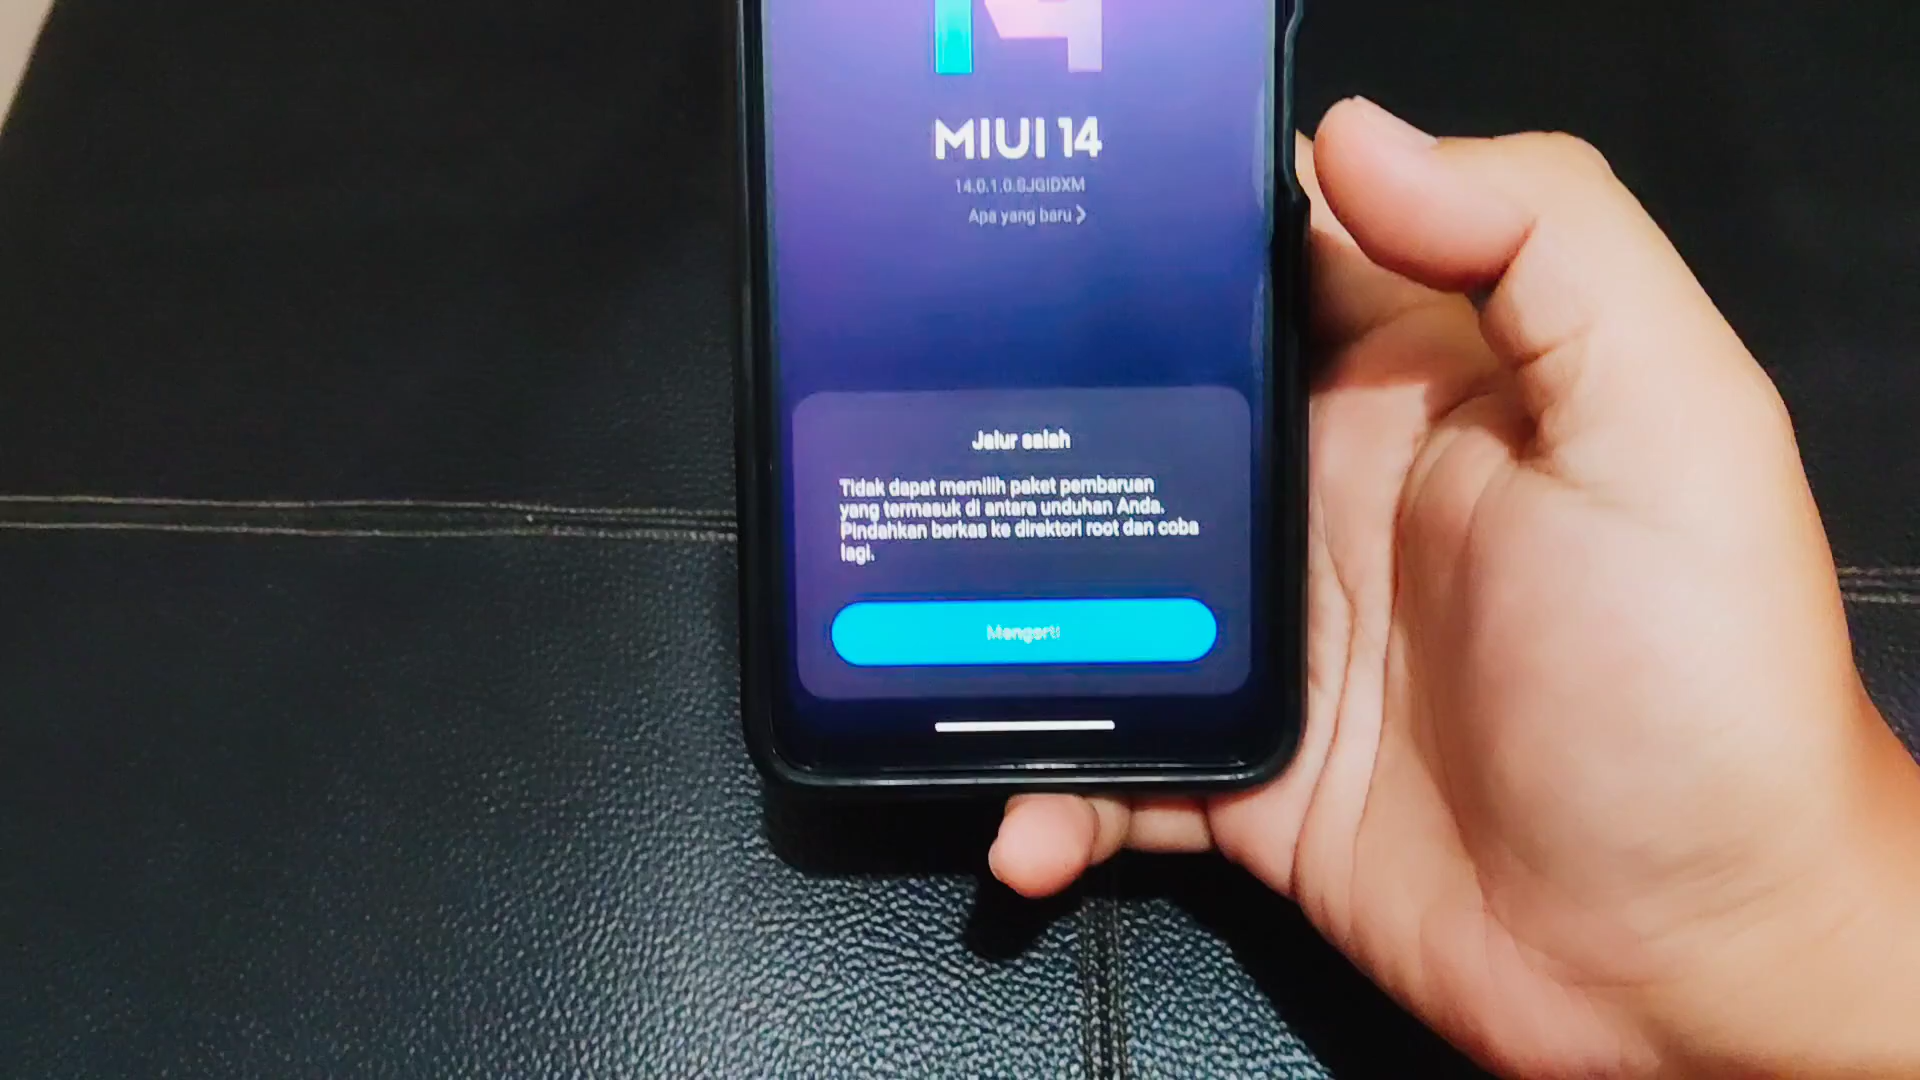 14
MIUI 14
14.0.1.0.SJGIDXM
Apa yang baru
Jalur salah
Tidak dapat memilih paket pembaruan
yang termasuk di antara unduhan Anda.
Pindahkan berkas ke direktori root dan coba
lagi.
Mengerti